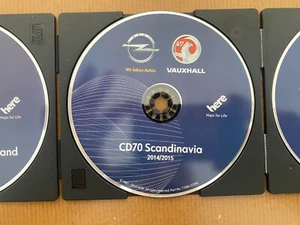 Wir leben Autos.
VAUXHALL
here
Maps for Life
CD70 Scandinavia
2014/2015
here
Maps for Life
and